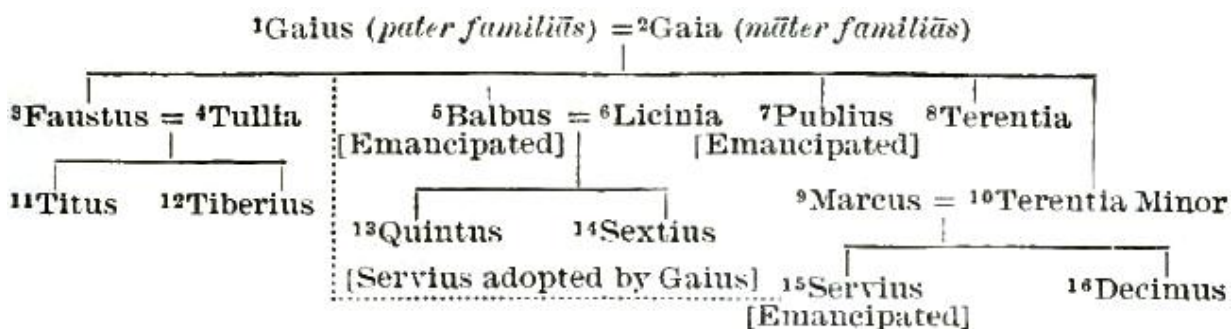 ¹Gaius (pater familiās) = ²Gaia (māter familiās)
³Faustus = ⁴Tullia ⁵Balbus = ⁶Licinia ⁷Publius ⁸Terentia
[Emancipated] [Emancipated]
¹¹Titus ¹²Tiberius ⁹Marcus = ¹⁰Terentia Minor
¹³Quintus ¹⁴Sextius
[Servius adopted by Gaius] ¹⁵Servius ¹⁶Decimus
[Emancipated]